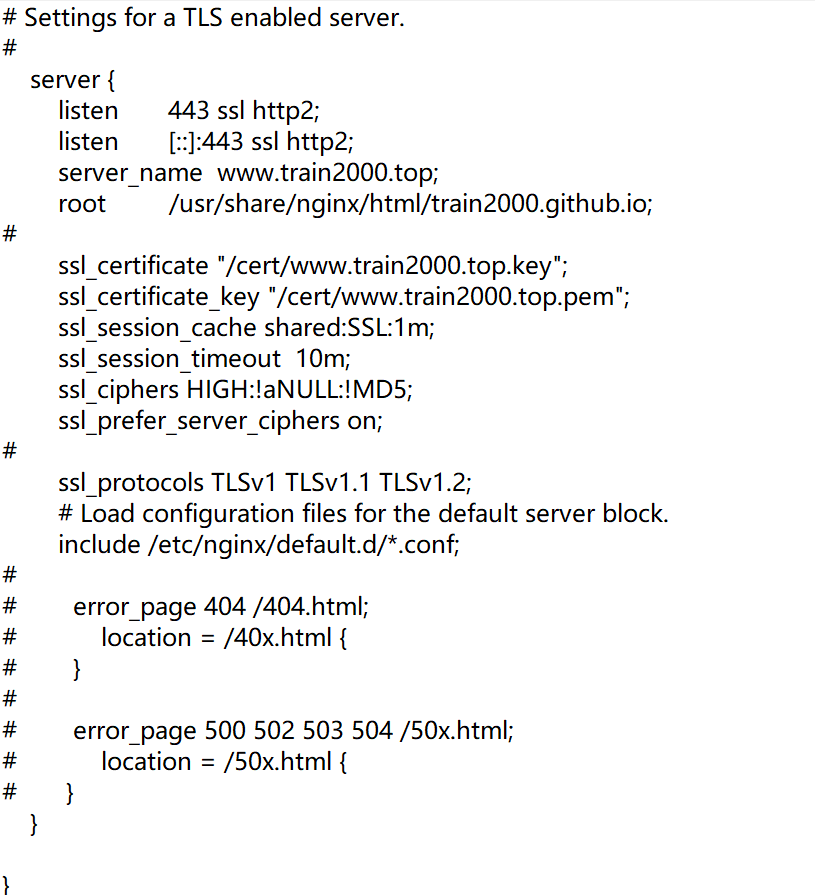 # Settings for a TLS enabled server.
#
server {
listen 443 ssl http2;
listen [::]:443 ssl http2;
server_name www.train2000.top;
root /usr/share/nginx/html/train2000.github.io;
#
ssl_certificate "/cert/www.train2000.top.key";
ssl_certificate_key "/cert/www.train2000.top.pem";
ssl_session_cache shared:SSL:1m;
ssl_session_timeout 10m;
ssl_ciphers HIGH:!aNULL:!MD5;
ssl_prefer_server_ciphers on;
#
ssl_protocols TLSv1 TLSv1.1 TLSv1.2;
# Load configuration files for the default server block.
include /etc/nginx/default.d/*.conf;
#
# error_page 404 /404.html;
# location = /40x.html {
# }
#
# error_page 500 502 503 504 /50x.html;
# location = /50x.html {
# }
}
}